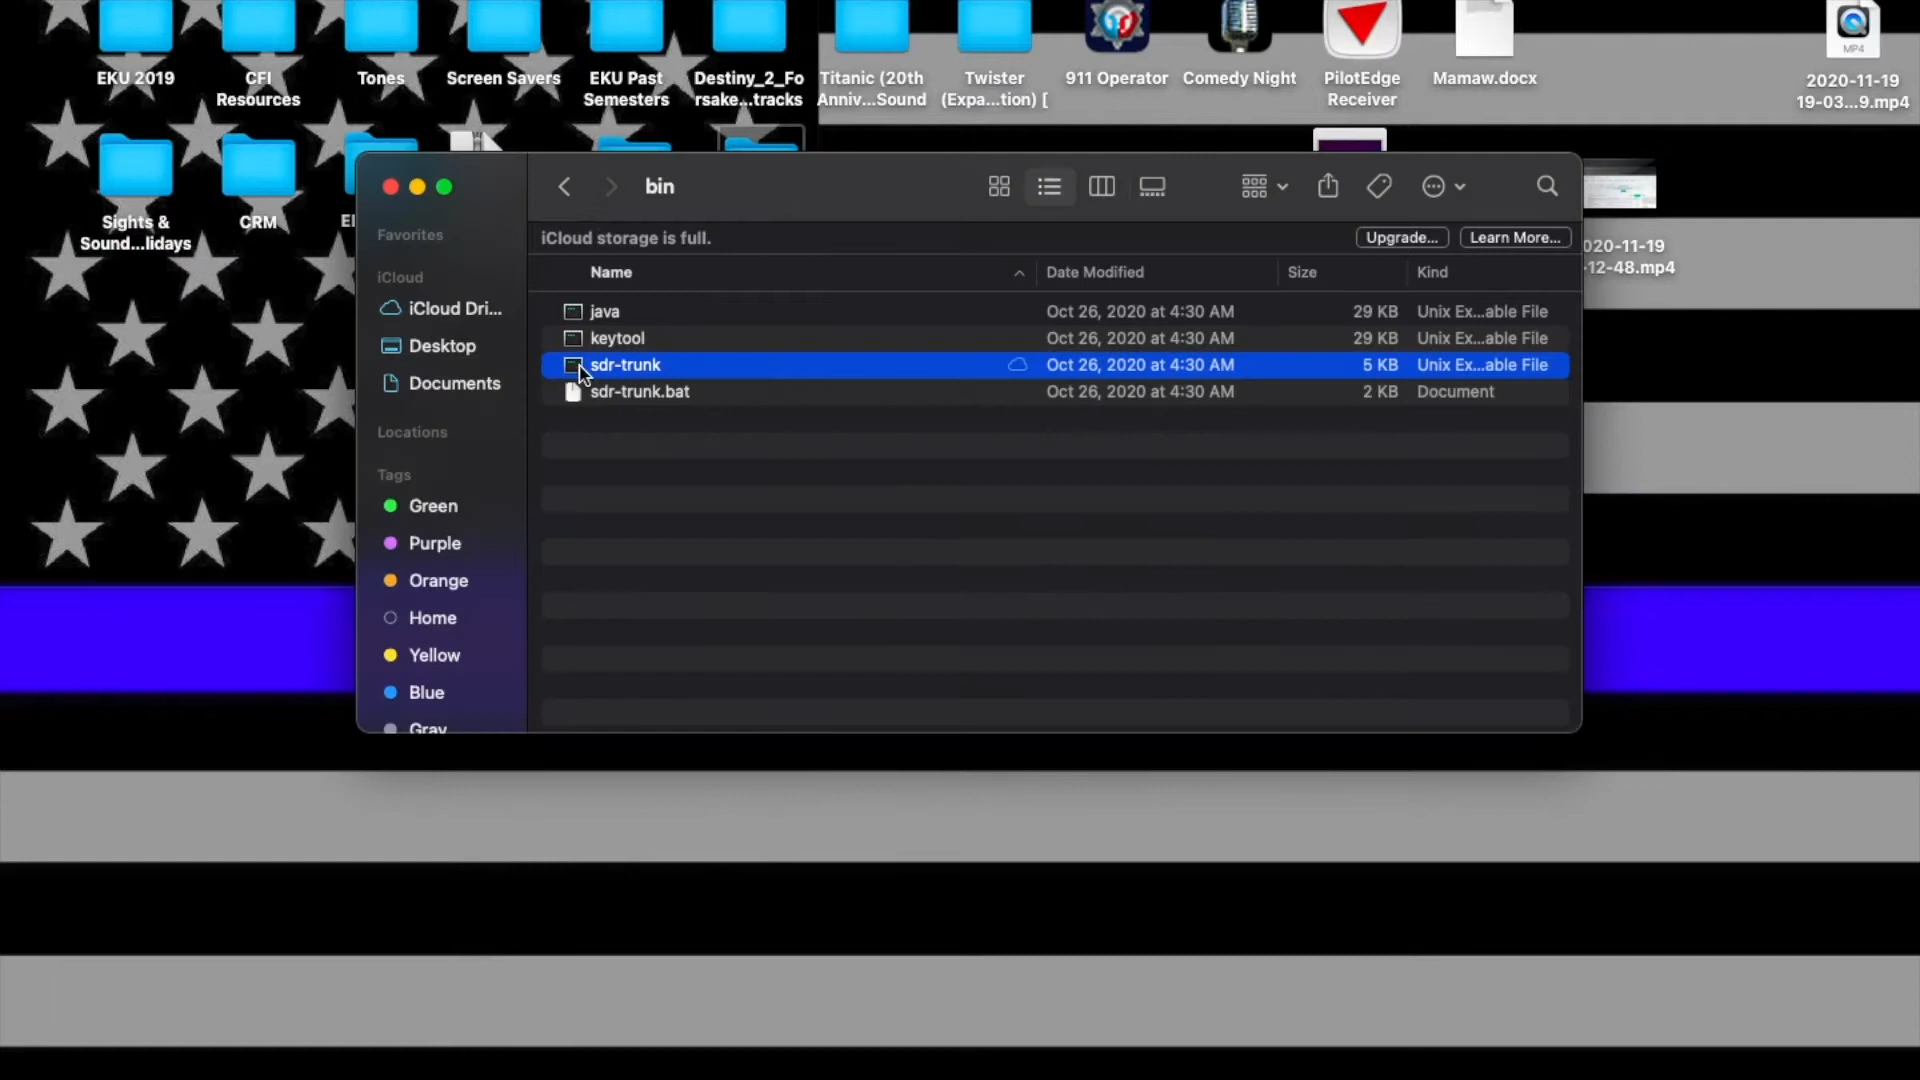 EKU 2019
CFI
Resources
Tones
Screen Savers
EKU Past
Semesters
Destiny_2_Fo
rsake...tracks
Titanic (20th
Anniv...Sound
Twister
(Expa...tion) [
911 Operator
Comedy Night
PilotEdge
Receiver
Mamaw.docx
MP4
2020-11-19
19-03...9.mp4
Sights &
Sound...lidays
CRM
020-11-19
-12-48.mp4
bin
Favorites
iCloud
iCloud Dri...
Desktop
Documents
Locations
Tags
Green
Purple
Orange
Home
Yellow
Blue
Gray
iCloud storage is full.
Upgrade...
Learn More...
Name Date Modified Size Kind
java Oct 26, 2020 at 4:30 AM 29 KB Unix Ex...able File
keytool Oct 26, 2020 at 4:30 AM 29 KB Unix Ex...able File
sdr-trunk Oct 26, 2020 at 4:30 AM 5 KB Unix Ex...able File
sdr-trunk.bat Oct 26, 2020 at 4:30 AM 2 KB Document